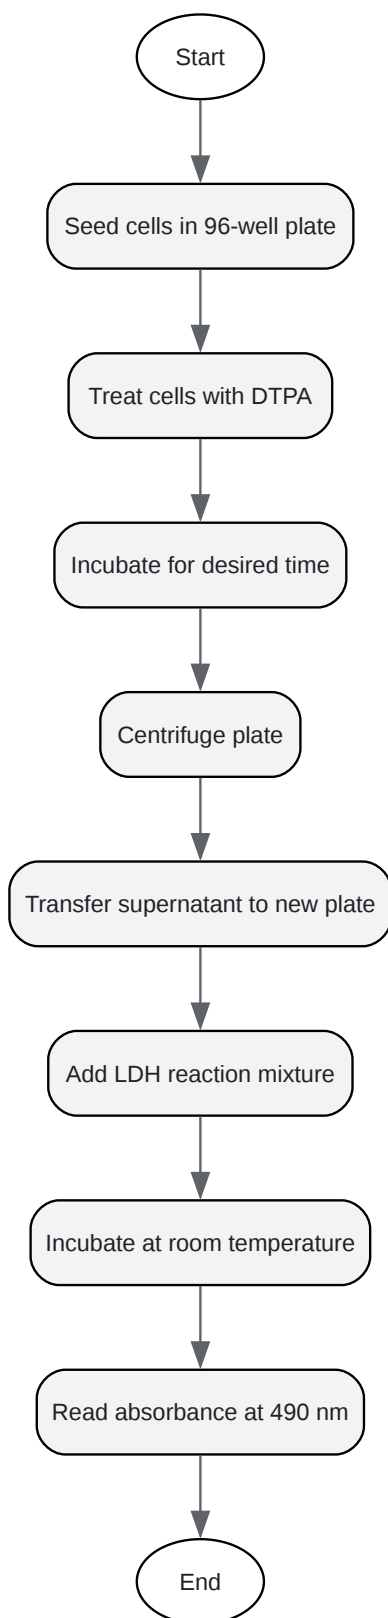 Start
Seed cells in 96-well plate
Treat cells with DTPA
Incubate for desired time
Centrifuge plate
Transfer supernatant to new plate
Add LDH reaction mixture
Incubate at room temperature
Read absorbance at 490 nm
End